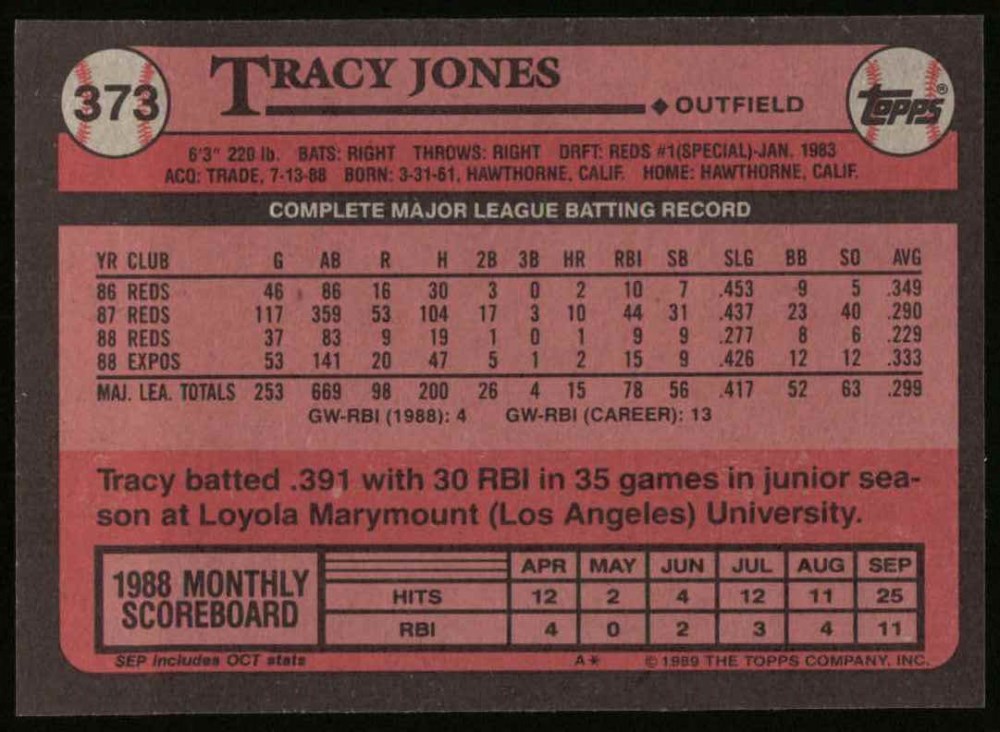 373
TRACY JONES
◆ OUTFIELD
TOPPS®
6'3" 220 lb. BATS: RIGHT THROWS: RIGHT DRFT: REDS #1(SPECIAL)-JAN. 1983
ACQ: TRADE, 7-13-88 BORN: 3-31-61, HAWTHORNE, CALIF. HOME: HAWTHORNE, CALIF.
COMPLETE MAJOR LEAGUE BATTING RECORD
YR CLUB G AB R H 2B 3B HR RBI SB SLG BB SO AVG
86 REDS 46 86 16 30 3 0 2 10 7 .453 9 5 .349
87 REDS 117 359 53 104 17 3 10 44 31 .437 23 40 .290
88 REDS 37 83 9 19 1 0 1 9 9 .277 8 6 .229
88 EXPOS 53 141 20 47 5 1 2 15 9 .426 12 12 .333
MAJ. LEA. TOTALS 253 669 98 200 26 4 15 78 56 .417 52 63 .299
GW-RBI (1988): 4 GW-RBI (CAREER): 13
Tracy batted .391 with 30 RBI in 35 games in junior sea-
son at Loyola Marymount (Los Angeles) University.
1988 MONTHLY
SCOREBOARD
APR MAY JUN JUL AUG SEP
HITS 12 2 4 12 11 25
RBI 4 0 2 3 4 11
SEP includes OCT stats A* © 1989 THE TOPPS COMPANY, INC.